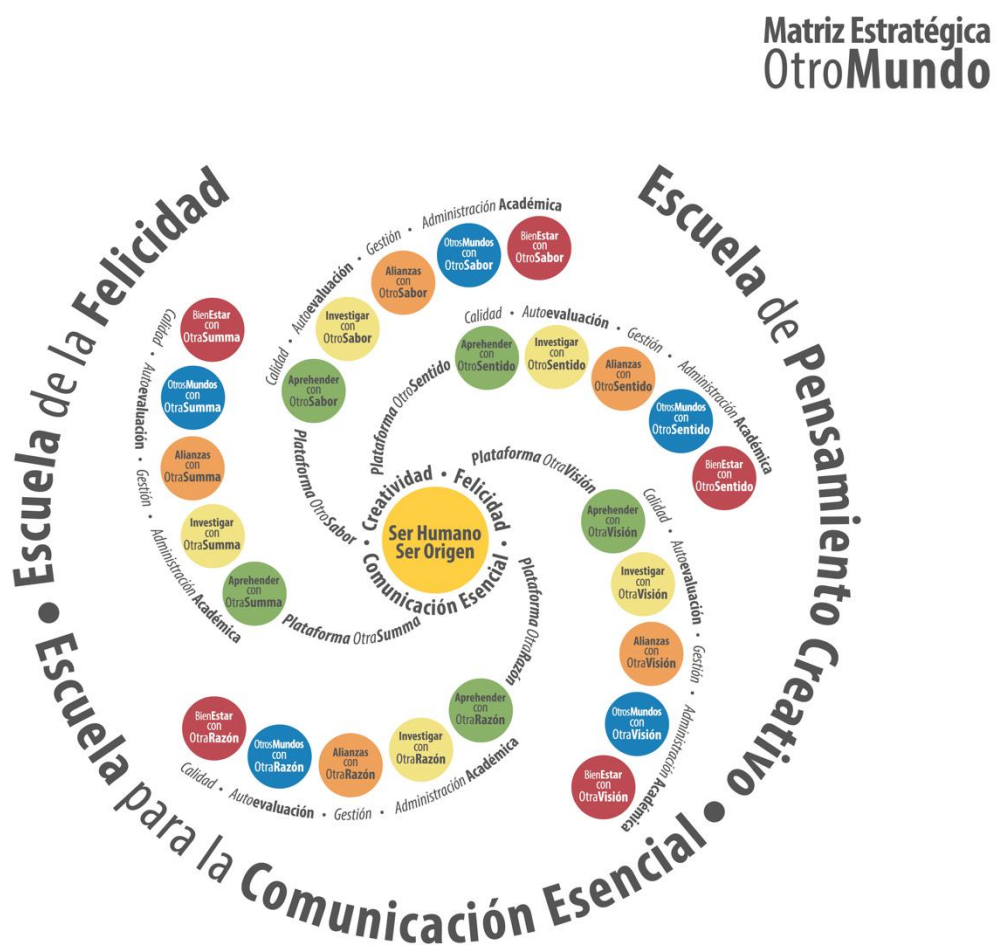 Matriz Estratégica
OtroMundo
Escuela de la Felicidad
Escuela de Pensamiento Creativo
• Escuela para la Comunicación Esencial •
Creatividad • Felicidad •
• Comunicación Esencial
Ser Humano
Ser Origen
Plataforma OtroSabor
Calidad • Autoevaluación • Gestión • Administración Académica
Aprehender
con
OtroSabor
Investigar
con
OtroSabor
Alianzas
con
OtroSabor
OtrosMundos
con
OtroSabor
BienEstar
con
OtroSabor
Plataforma OtroSentido
Calidad • Autoevaluación • Gestión • Administración Académica
Aprehender
con
OtroSentido
Investigar
con
OtroSentido
Alianzas
con
OtroSentido
OtrosMundos
con
OtroSentido
BienEstar
con
OtroSentido
Plataforma OtraVisión
Calidad • Autoevaluación • Gestión • Administración Académica
Aprehender
con
OtraVisión
Investigar
con
OtraVisión
Alianzas
con
OtraVisión
OtrosMundos
con
OtraVisión
BienEstar
con
OtraVisión
Plataforma OtraRazón
Calidad • Autoevaluación • Gestión • Administración Académica
Aprehender
con
OtraRazón
Investigar
con
OtraRazón
Alianzas
con
OtraRazón
OtrosMundos
con
OtraRazón
BienEstar
con
OtraRazón
Plataforma OtraSumma
Calidad • Autoevaluación • Gestión • Administración Académica
Aprehender
con
OtraSumma
Investigar
con
OtraSumma
Alianzas
con
OtraSumma
OtrosMundos
con
OtraSumma
BienEstar
con
OtraSumma